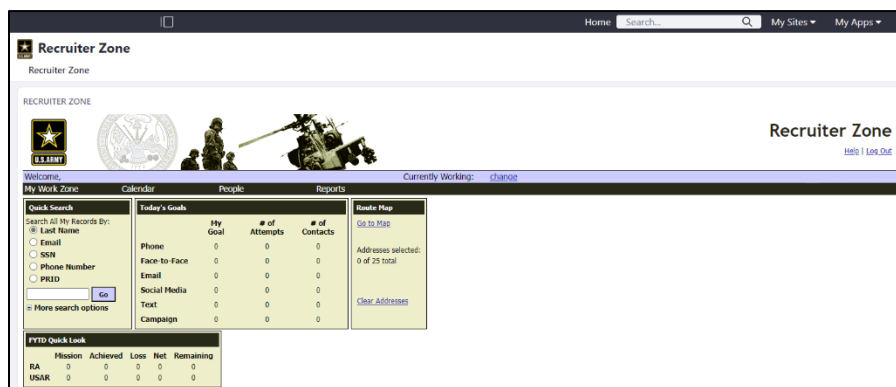 Home Search... My Sites My Apps
Recruiter Zone
Recruiter Zone
RECRUITER ZONE
U.S.ARMY
Recruiter Zone
Help | Log Out
Welcome, Currently Working: change
My Work Zone Calendar People Reports
Quick Search
Search All My Records By:
Last Name
Email
SSN
Phone Number
PRID
Go
More search options
Today's Goals
My Goal # of Attempts # of Contacts
Phone 0 0 0
Face-to-Face 0 0 0
Email 0 0 0
Social Media 0 0 0
Text 0 0 0
Campaign 0 0 0
Route Map
Go to Map
Addresses selected:
0 of 25 total
Clear Addresses
FYTD Quick Look
Mission Achieved Loss Net Remaining
RA 0 0 0 0 0
USAR 0 0 0 0 0